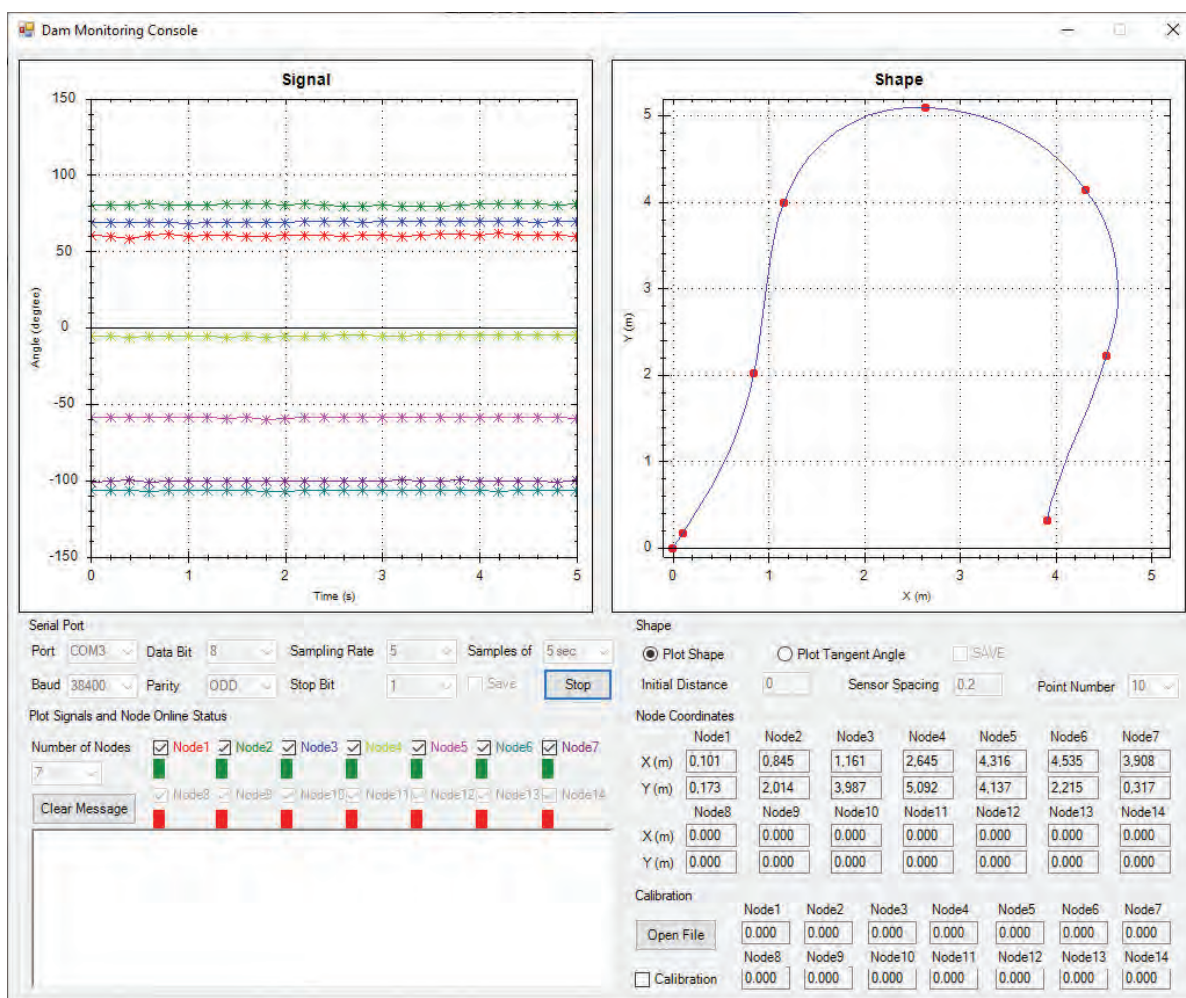 Dam Monitoring Console
Signal
150
100
50
0
-50
-100
-150
Angle (degree)
0 1 2 3 4 5
Time (s)
Shape
5
4
3
2
1
0
Y (m)
0 1 2 3 4 5
X (m)
Serial Port
Port COM3 Data Bit 8 Sampling Rate 5 Samples of 5 sec
Baud 38400 Parity ODD Stop Bit 1 Save Stop
Plot Signals and Node Online Status
Number of Nodes Node1 Node2 Node3 Node4 Node5 Node6 Node7
7
Node8 Node9 Node10 Node11 Node12 Node13 Node14
Clear Message
Shape
Plot Shape Plot Tangent Angle SAVE
Initial Distance 0 Sensor Spacing 0.2 Point Number 10
Node Coordinates
Node1 Node2 Node3 Node4 Node5 Node6 Node7
X (m) 0.101 0.845 1.161 2.645 4.316 4.535 3.908
Y (m) 0.173 2.014 3.987 5.092 4.137 2.215 0.317
Node8 Node9 Node10 Node11 Node12 Node13 Node14
X (m) 0.000 0.000 0.000 0.000 0.000 0.000 0.000
Y (m) 0.000 0.000 0.000 0.000 0.000 0.000 0.000
Calibration
Node1 Node2 Node3 Node4 Node5 Node6 Node7
Open File 0.000 0.000 0.000 0.000 0.000 0.000 0.000
Node8 Node9 Node10 Node11 Node12 Node13 Node14
Calibration 0.000 0.000 0.000 0.000 0.000 0.000 0.000